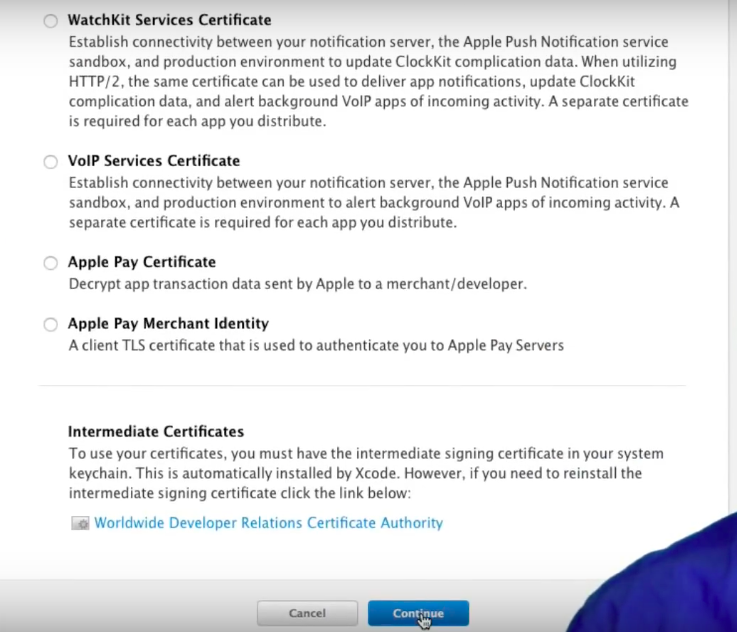 WatchKit Services Certificate
Establish connectivity between your notification server, the Apple Push Notification service
sandbox, and production environment to update ClockKit complication data. When utilizing
HTTP/2, the same certificate can be used to deliver app notifications, update ClockKit
complication data, and alert background VoIP apps of incoming activity. A separate certificate
is required for each app you distribute.
VoIP Services Certificate
Establish connectivity between your notification server, the Apple Push Notification service
sandbox, and production environment to alert background VoIP apps of incoming activity. A
separate certificate is required for each app you distribute.
Apple Pay Certificate
Decrypt app transaction data sent by Apple to a merchant/developer.
Apple Pay Merchant Identity
A client TLS certificate that is used to authenticate you to Apple Pay Servers
Intermediate Certificates
To use your certificates, you must have the intermediate signing certificate in your system
keychain. This is automatically installed by Xcode. However, if you need to reinstall the
intermediate signing certificate click the link below:
Worldwide Developer Relations Certificate Authority
Cancel
Continue